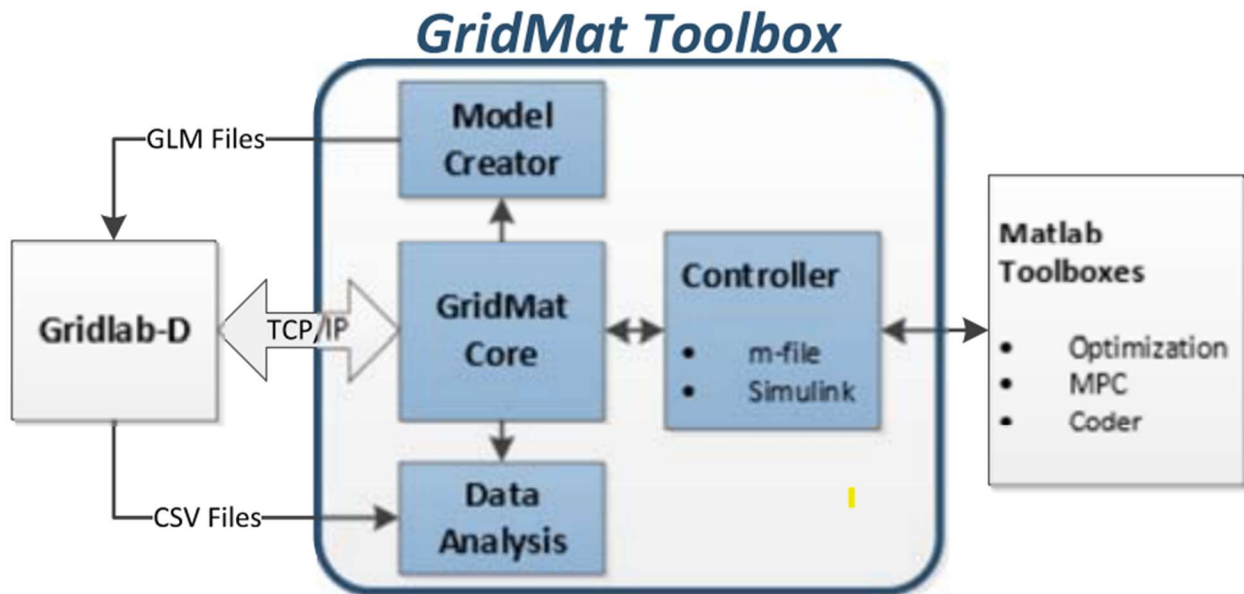 GridMat Toolbox
Model
Creator
GLM Files
Gridlab-D
TCP/IP
GridMat
Core
Controller
• m-file
• Simulink
Matlab
Toolboxes
• Optimization
• MPC
• Coder
Data
Analysis
CSV Files